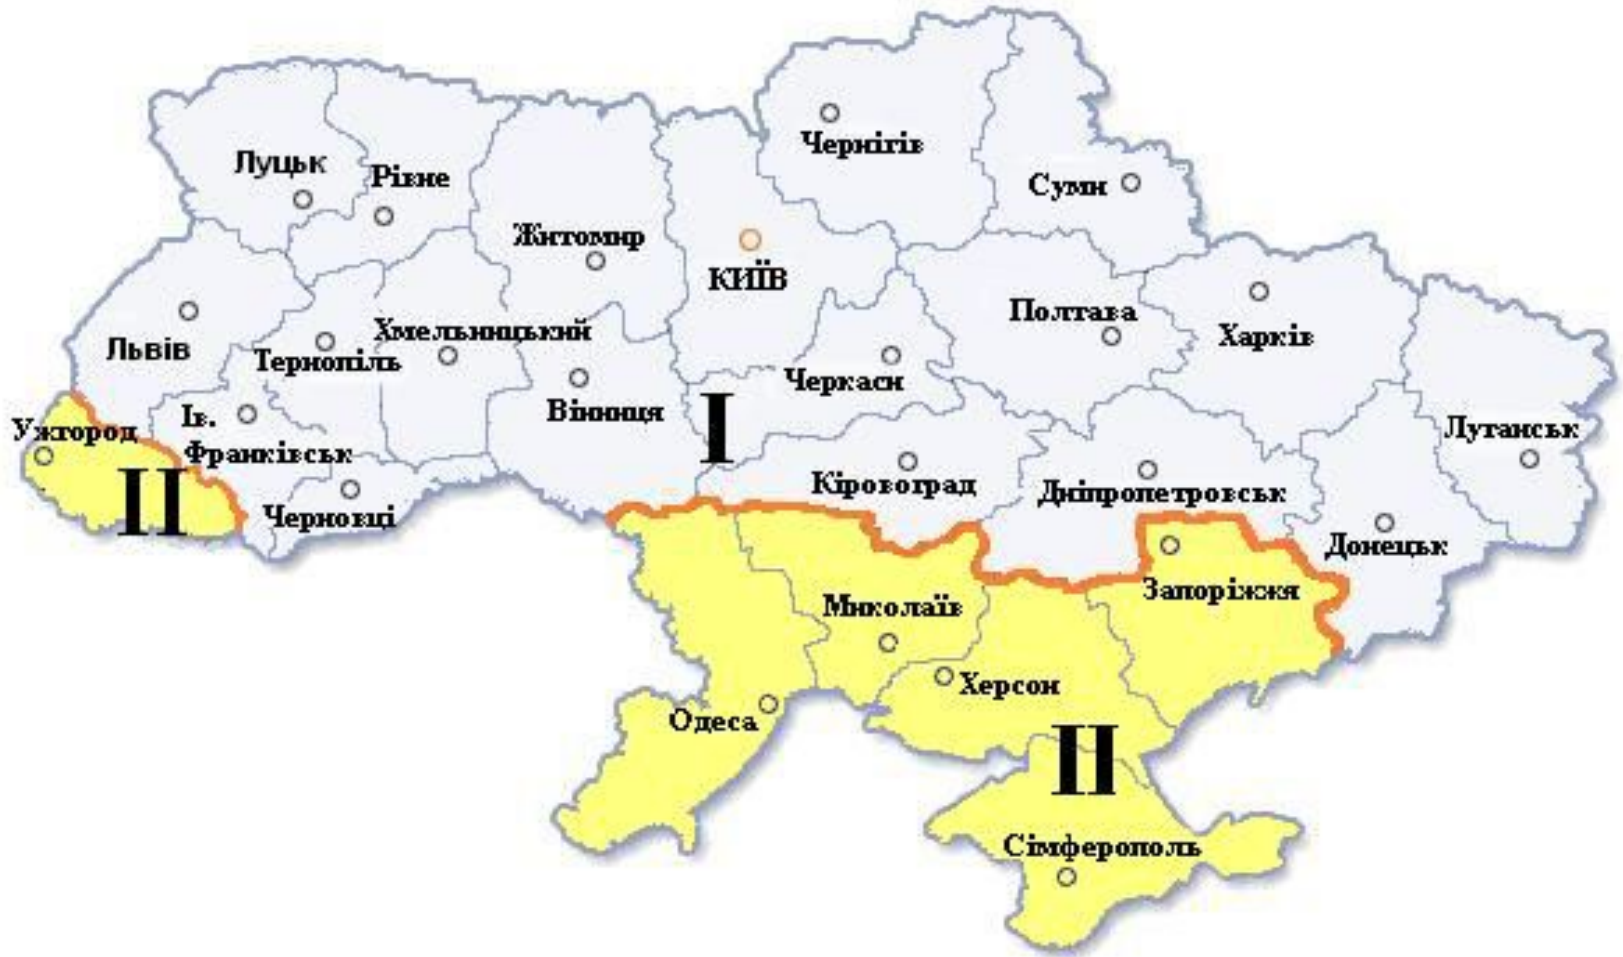 Чернігів
Луцьк
Рівне
Суми
Житомир
КИЇВ
Полтава
Хмельницький
Харків
Львів
Тернопіль
Черкаси
Ів.
Франківськ
Вінниця
I
Ужгород
Луганськ
II
Кіровоград
Дніпропетровськ
Черновці
Донецьк
Запоріжжя
Миколаїв
Херсон
Одеса
II
Сімферополь